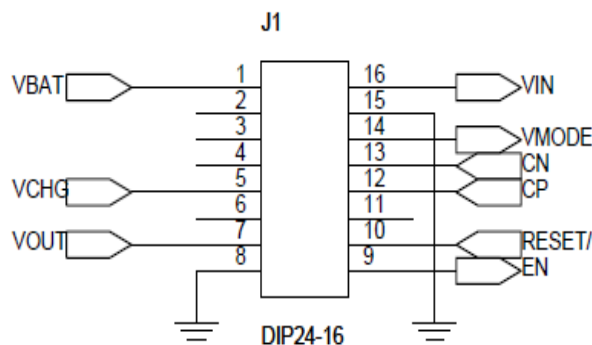 J1
VBAT 1 16 VIN
2 15
3 14 VMODE
4 13 CN
VCHG 5 12 CP
6 11
VOUT 7 10 RESET/
8 9 EN
DIP24-16